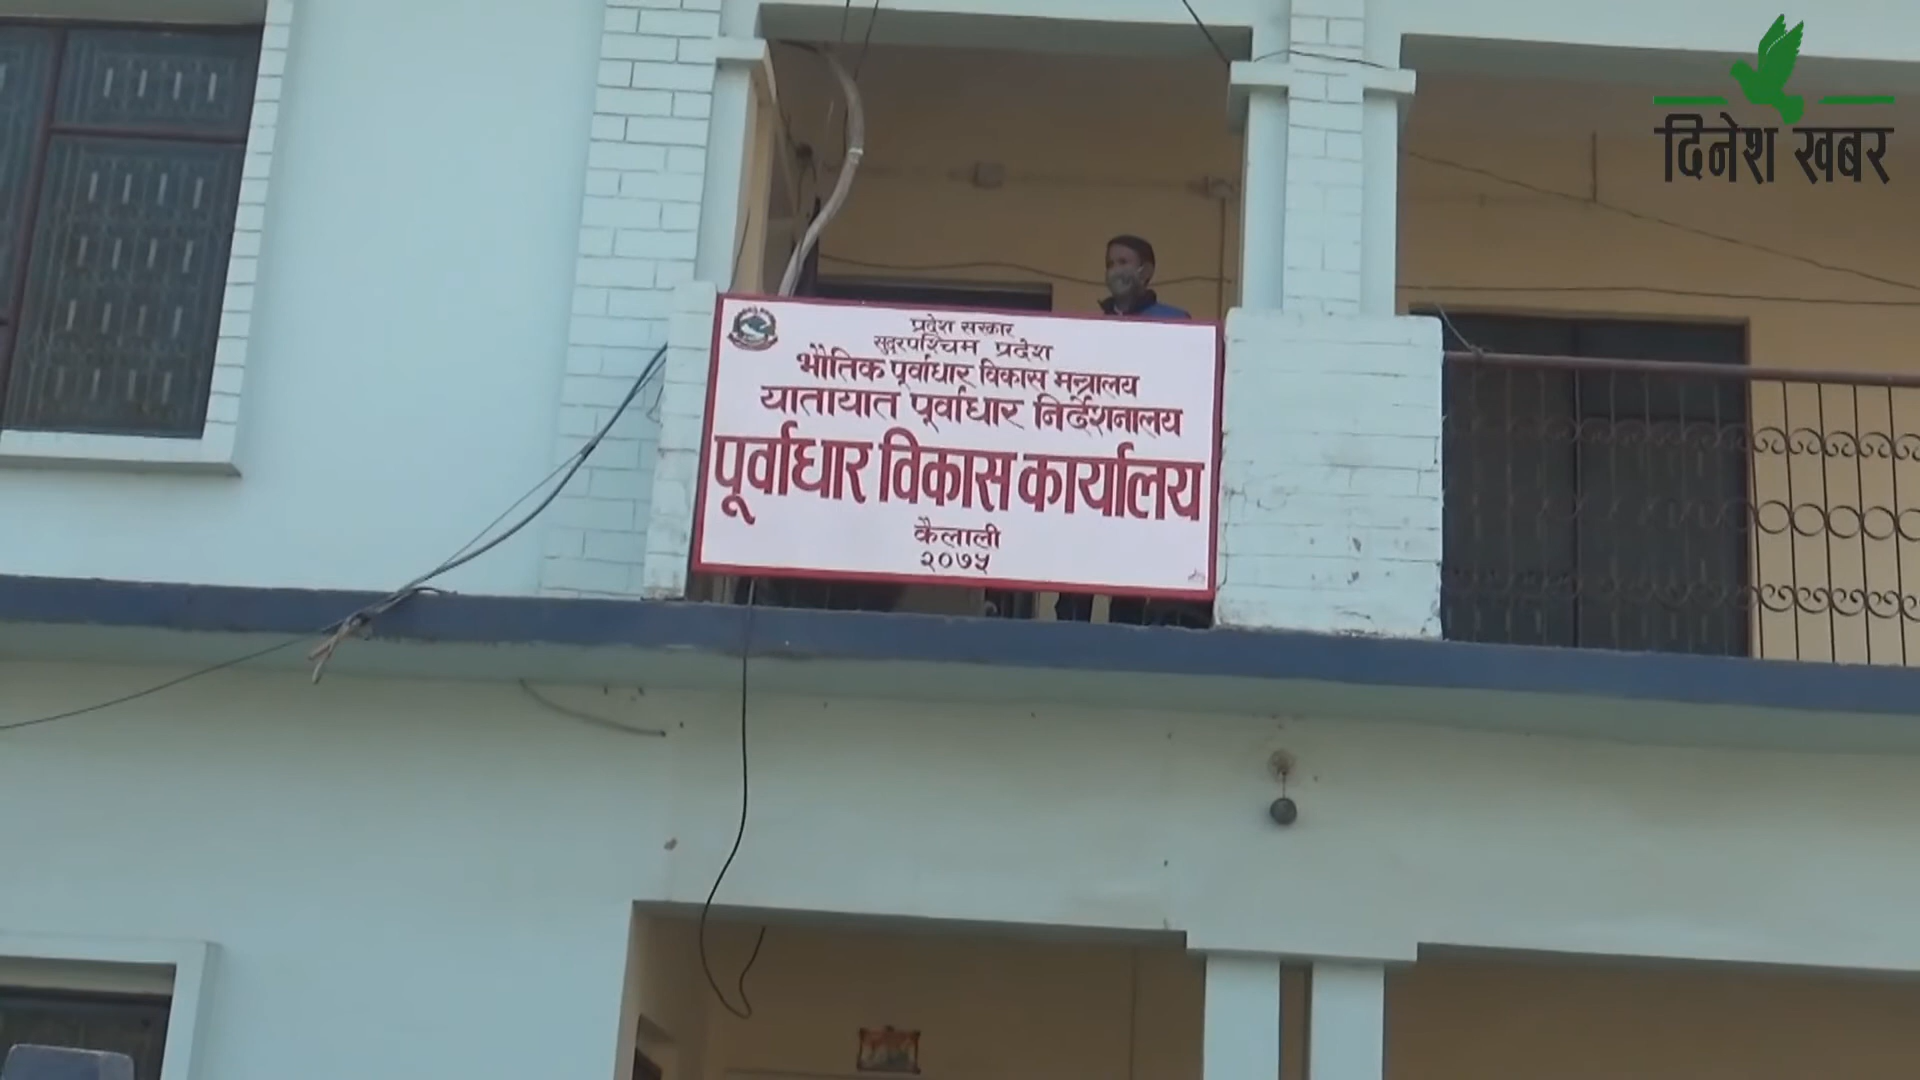 दिनेश खबर
प्रदेश सरकार
सुदूरपश्चिम प्रदेश
भौतिक पूर्वाधार विकास मन्त्रालय
यातायात पूर्वाधार निर्देशनालय
पूर्वाधार विकास कार्यालय
कैलाली
२०७५